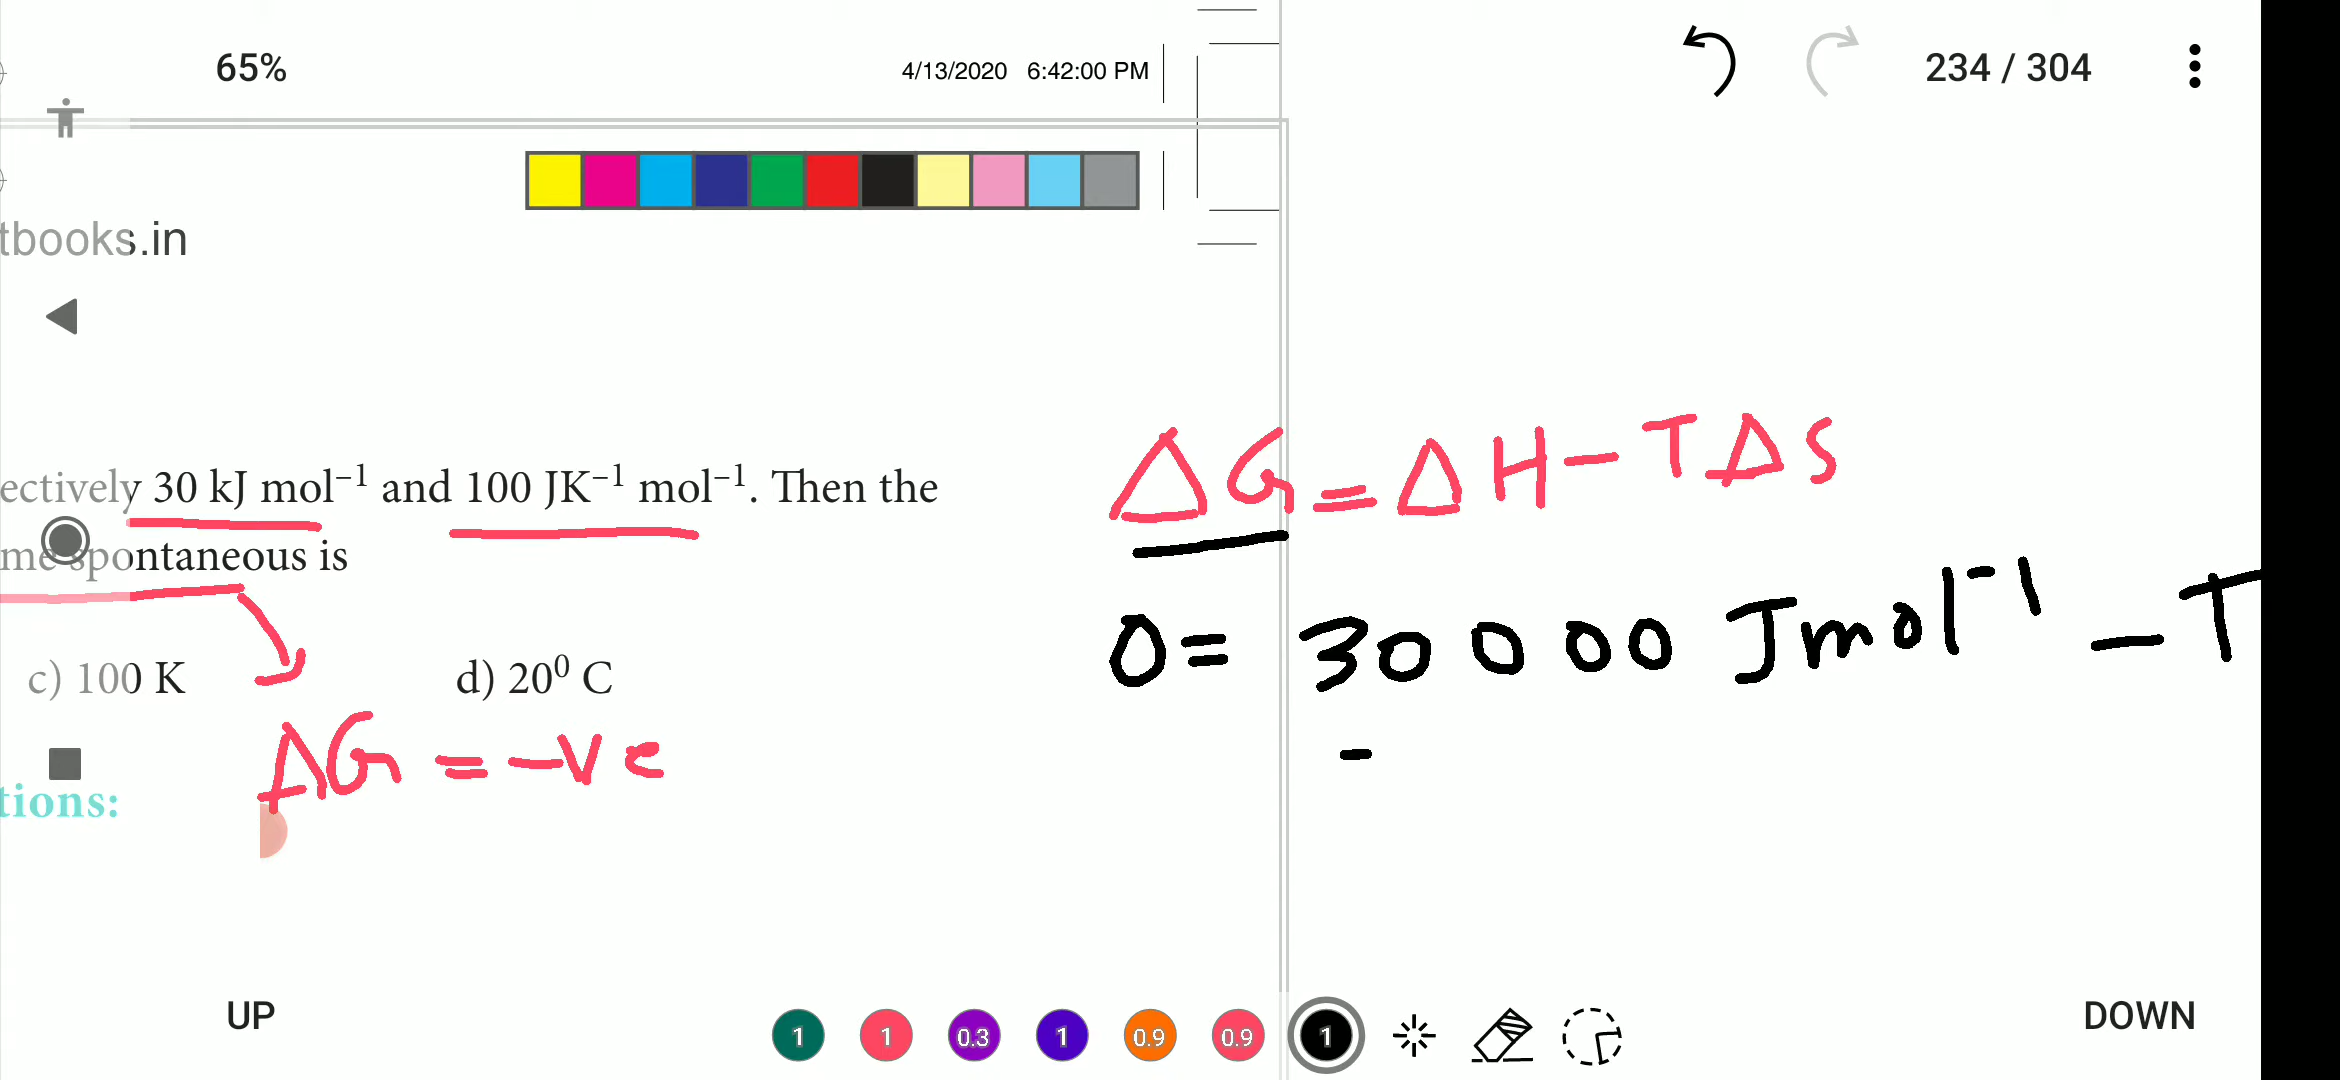 65%
4/13/2020 6:42:00 PM
234 / 304
tbooks.in
ectively 30 kJ mol⁻¹ and 100 JK⁻¹ mol⁻¹. Then the
me spontaneous is
c) 100 K
d) 20⁰ C
ΔG = -ve
tions:
ΔG = ΔH - TΔS
0 = 30000 Jmol⁻¹ - T
-
UP
1 1 0.3 1 0.9 0.9 1
DOWN